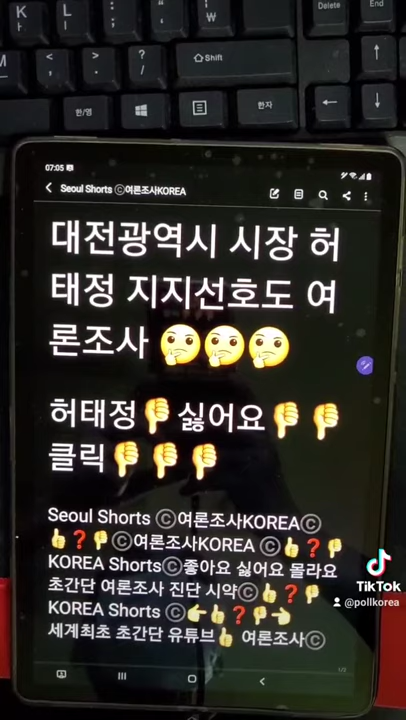 Delete
End
K
L
M
:
;
"
'
<
,
>
.
?
/
₩
⇧Shift
한/영
한자
07:05
Seoul Shorts ⓒ여론조사KOREA
대전광역시 시장 허
태정 지지선호도 여
론조사 🤔🤔🤔
허태정👎싫어요👎👎
클릭👎👎👎
Seoul Shorts ⓒ여론조사KOREAⓒ
👍❓👎ⓒ여론조사KOREA ⓒ👍❓👎
KOREA Shortsⓒ좋아요 싫어요 몰라요
초간단 여론조사 진단 시약ⓒ👍❓👎
KOREA Shorts ⓒ👉👍❓👎👈
세계최초 초간단 유튜브👍 여론조사ⓒ
1/2
TikTok
@pollkorea